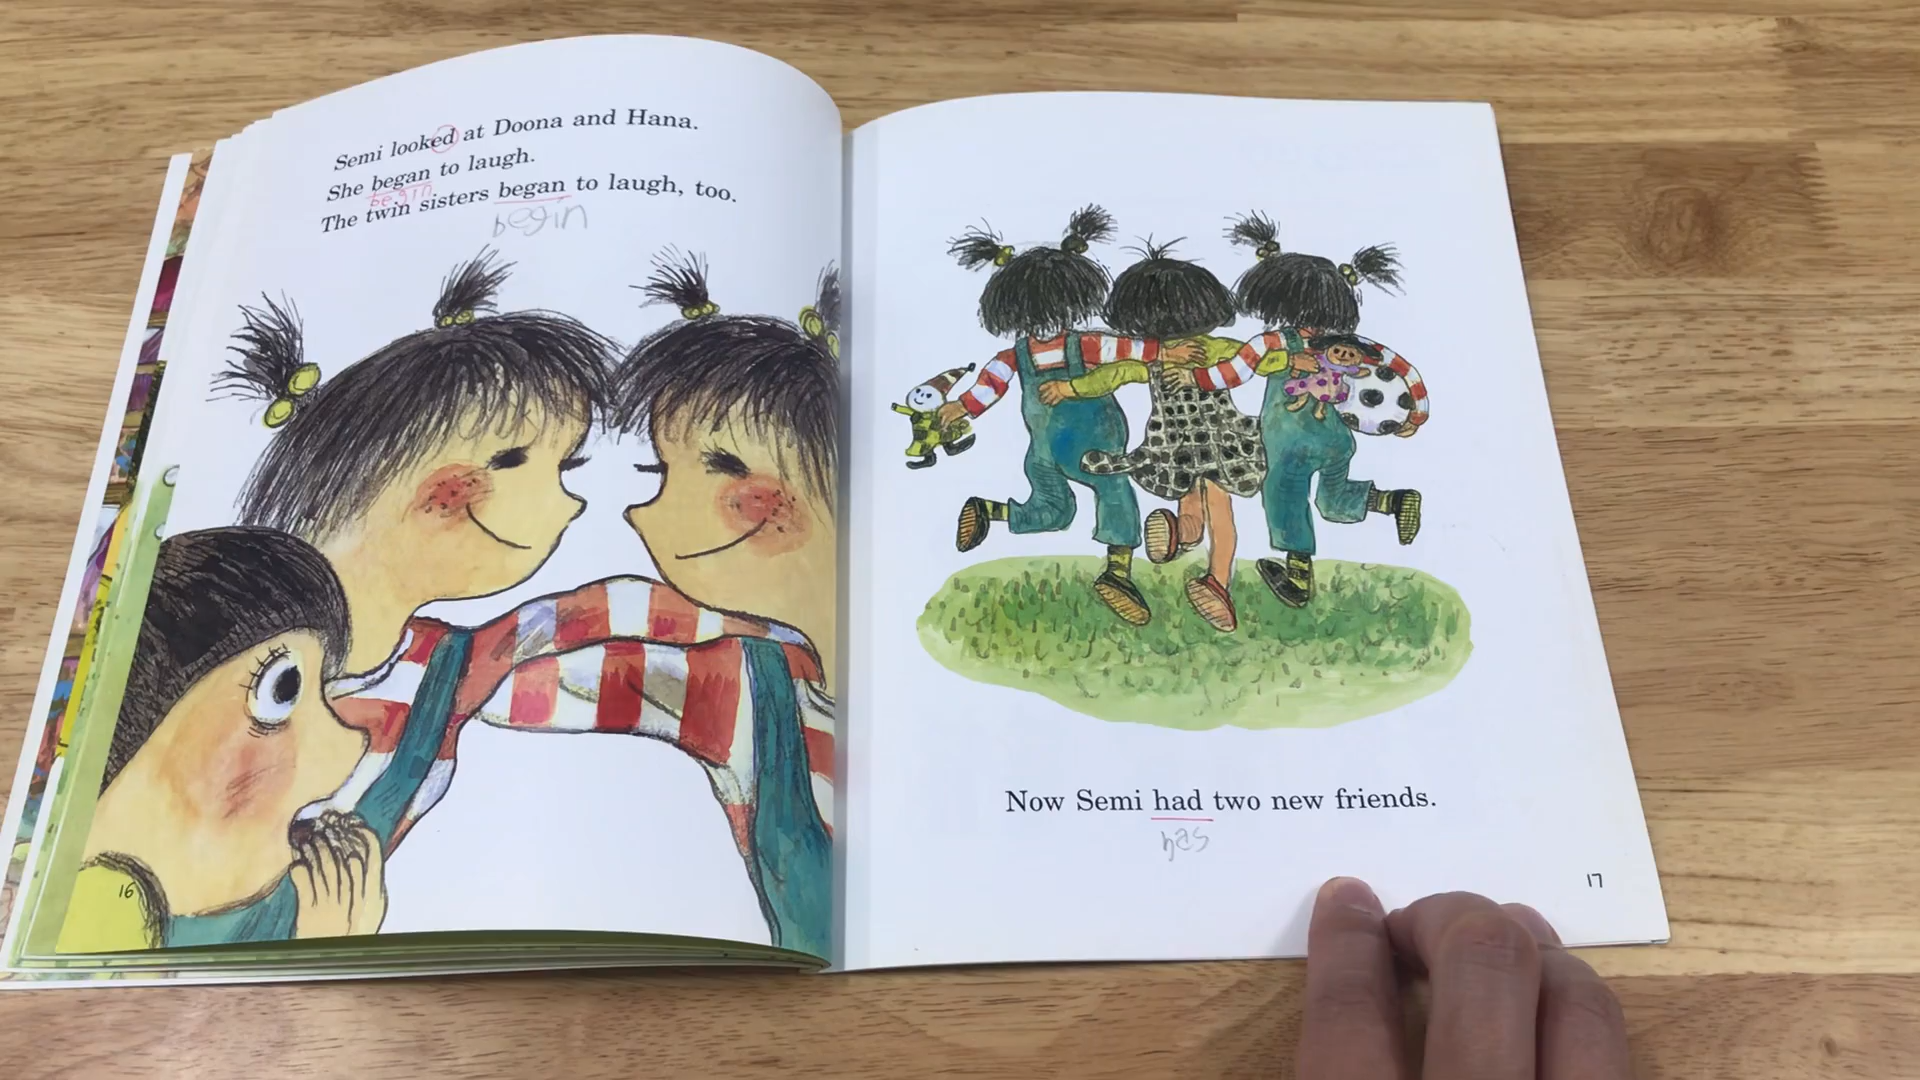 Semi looked at Doona and Hana.
She began to laugh.
begin
The twin sisters began to laugh, too.
begin
16
Now Semi had two new friends.
has
17